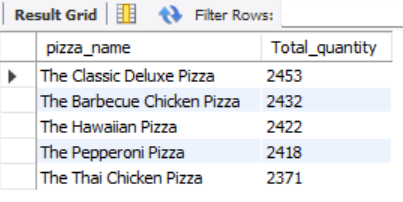 Result Grid Filter Rows:
pizza_name Total_quantity
The Classic Deluxe Pizza 2453
The Barbecue Chicken Pizza 2432
The Hawaiian Pizza 2422
The Pepperoni Pizza 2418
The Thai Chicken Pizza 2371